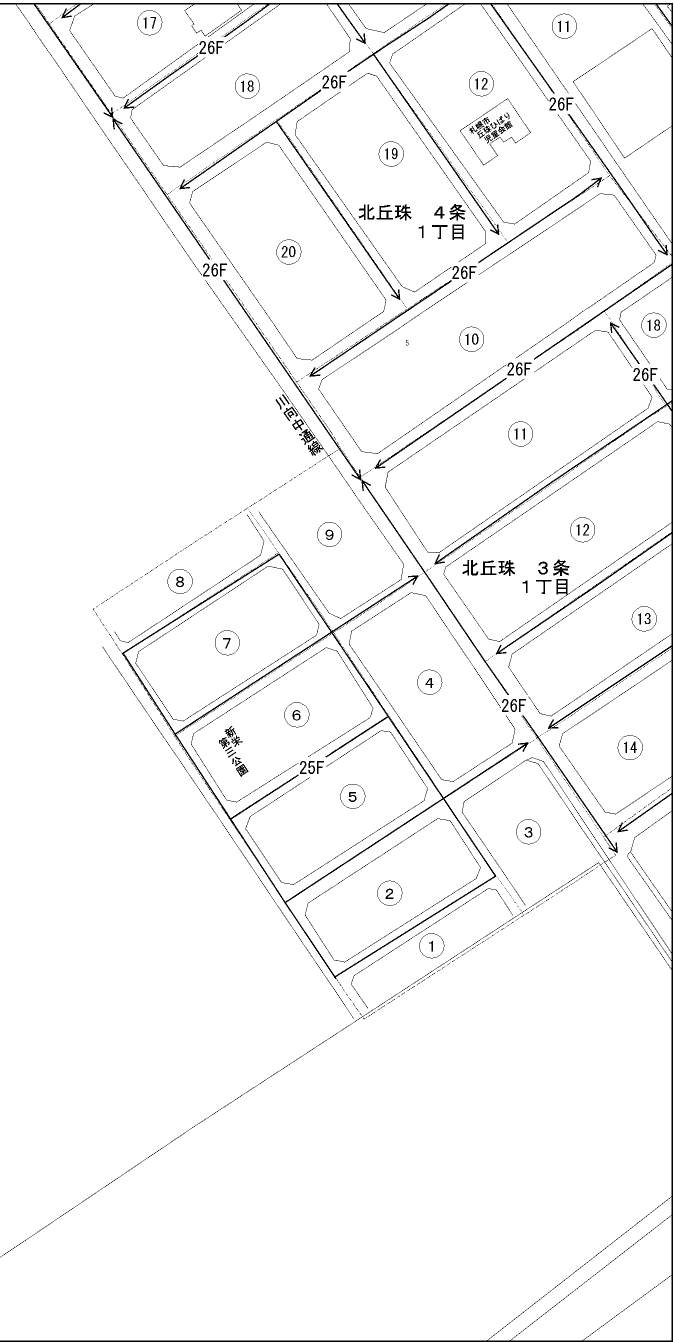 ⑰
26F
⑪
⑱
26F
⑫
26F
札幌市
丘珠ひばり
児童会館
⑲
北丘珠　４条
１丁目
⑳
26F
26F
⑱
⑩
5
26F
26F
川向中通線
⑪
⑨
⑫
北丘珠　３条
１丁目
⑧
⑬
⑦
④
⑥
26F
新栄
第三公園
⑭
25F
⑤
③
②
①